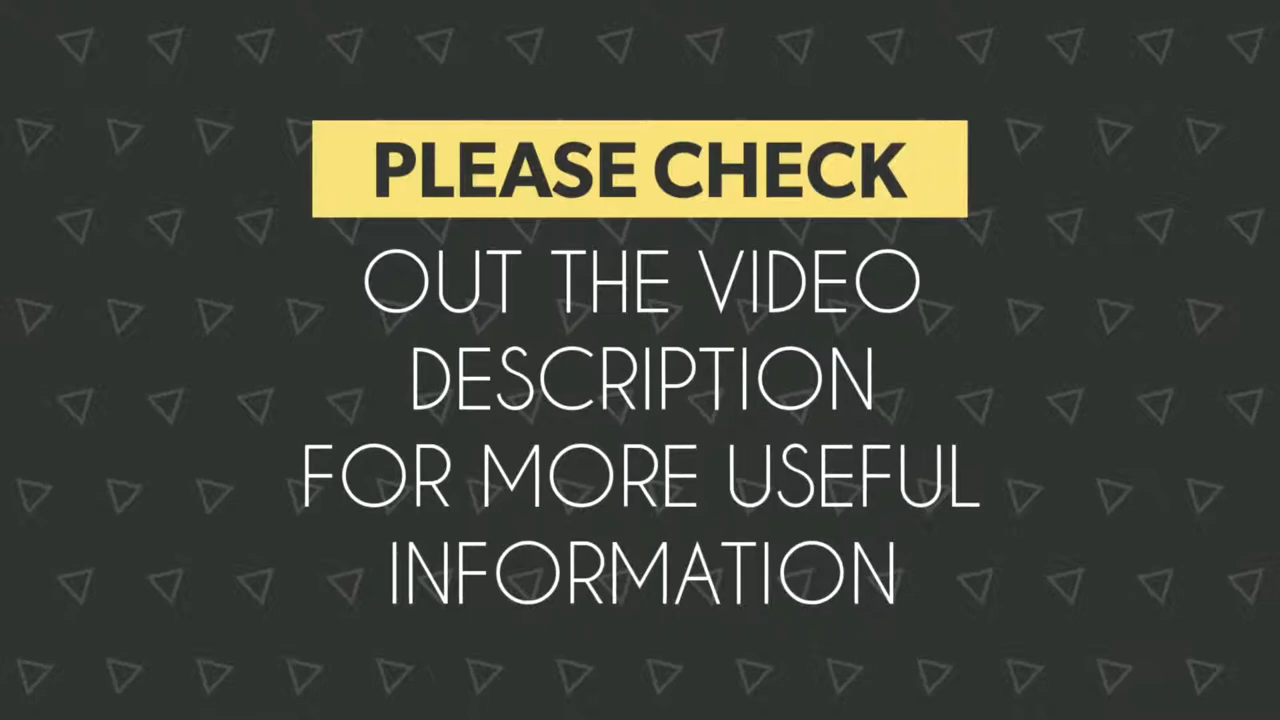 PLEASE CHECK
OUT THE VIDEO
DESCRIPTION
FOR MORE USEFUL
INFORMATION